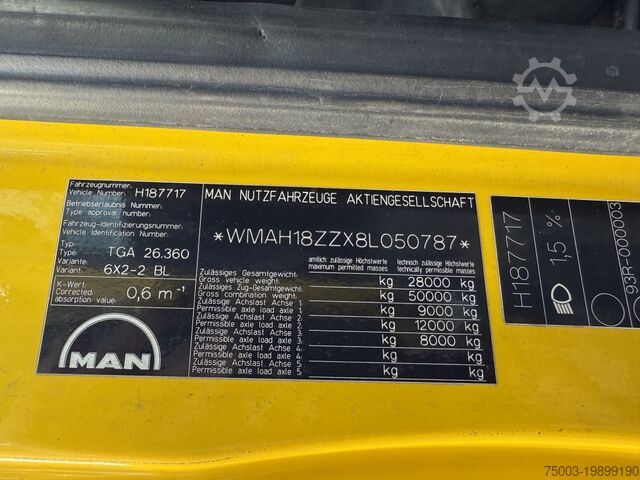 Fahrzeugnummer:
Vehicle Number: H187717
Betriebserlaubnis Nummer:
Type approval number:
Fahrzeug-Identifizierungsnummer:
Vehicle Identification Number:
Typ:
Type: TGA 26.360
Variante:
Variant: 6X2-2 BL
K-Wert
Corrected 0,6 m⁻¹
absorption value:
MAN
MAN NUTZFAHRZEUGE AKTIENGESELLSCHAFT
*WMAH18ZZX8L050787*
amtlich zulässige Höchstwerte technisch zulässige Höchstwerte
maximum permitted masses technically permitted masses
Zulässiges Gesamtgewicht:
Gross vehicle weight: kg 28000 kg
Zulässiges Zug-Gesamtgewicht:
Gross combination weight: kg 50000 kg
Zulässige Achslast Achse 1:
Permissible axle load axle 1: kg 9000 kg
Zulässige Achslast Achse 2:
Permissible axle load axle 2: kg 12000 kg
Zulässige Achslast Achse 3:
Permissible axle load axle 3: kg 8000 kg
Zulässige Achslast Achse 4:
Permissible axle load axle 4: kg kg
Zulässige Achslast Achse 5:
Permissible axle load axle 5: kg kg
H187717
1,5 %
93R-000003
75003-19899190